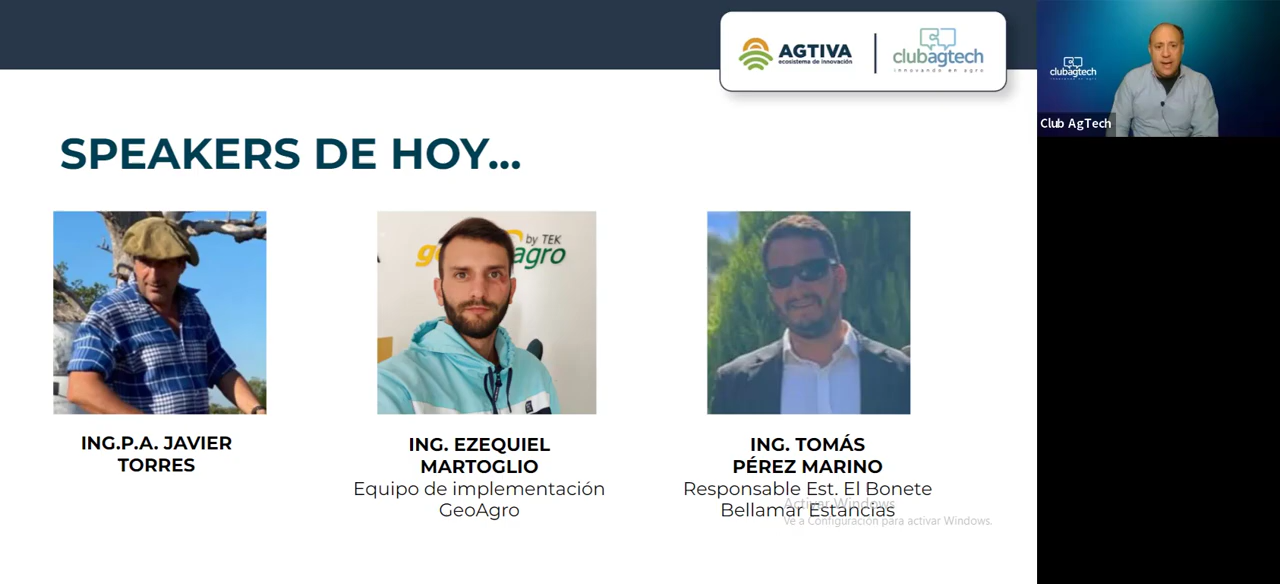 AGTIVA
ecosistema de innovación
clubagtech
innovando en agro
clubagtech
Club AgTech
SPEAKERS DE HOY...
by TEK
agro
ING.P.A. JAVIER
TORRES
ING. EZEQUIEL
MARTOGLIO
Equipo de implementación
GeoAgro
ING. TOMÁS
PÉREZ MARINO
Responsable Est. El Bonete
Bellamar Estancias
Activar Windows
Ve a Configuración para activar Windows.